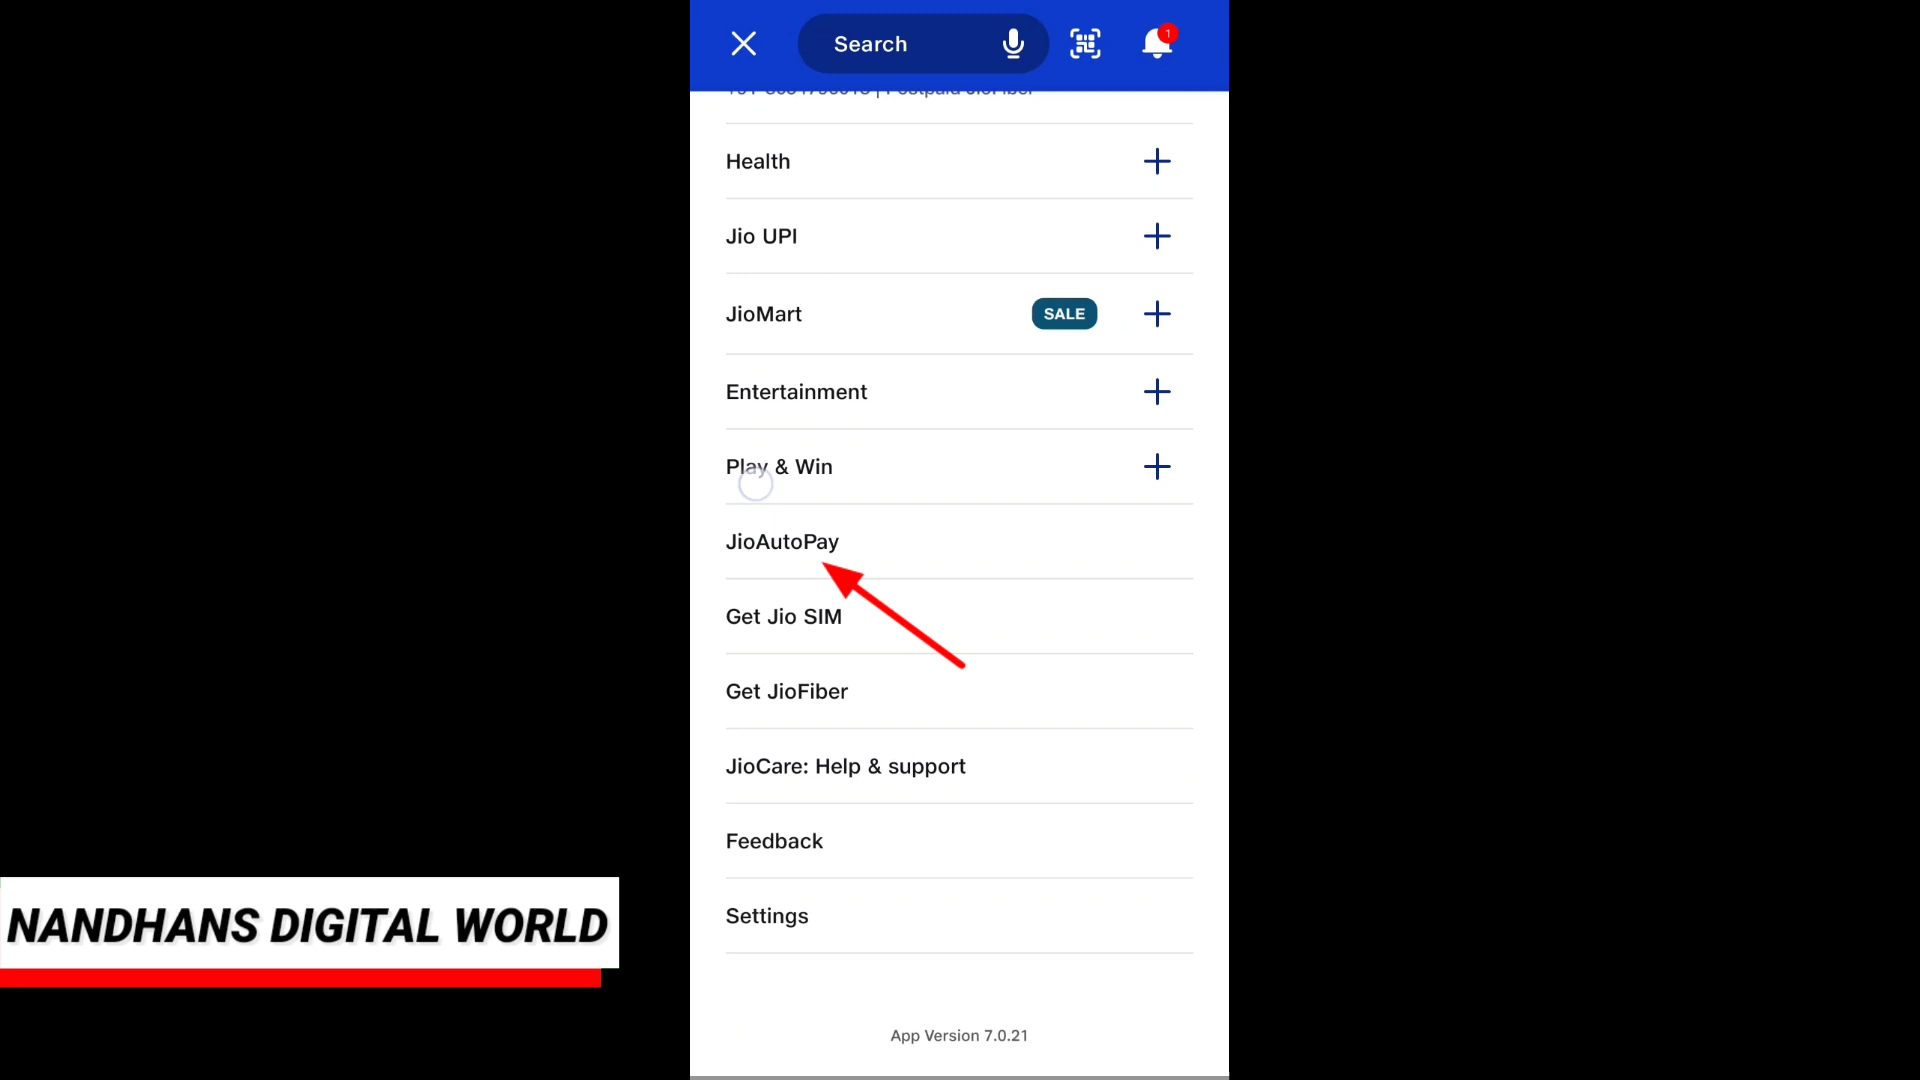 Search
1
Health
Jio UPI
JioMart SALE
Entertainment
Play & Win
JioAutoPay
Get Jio SIM
Get JioFiber
JioCare: Help & support
Feedback
Settings
App Version 7.0.21
NANDHANS DIGITAL WORLD